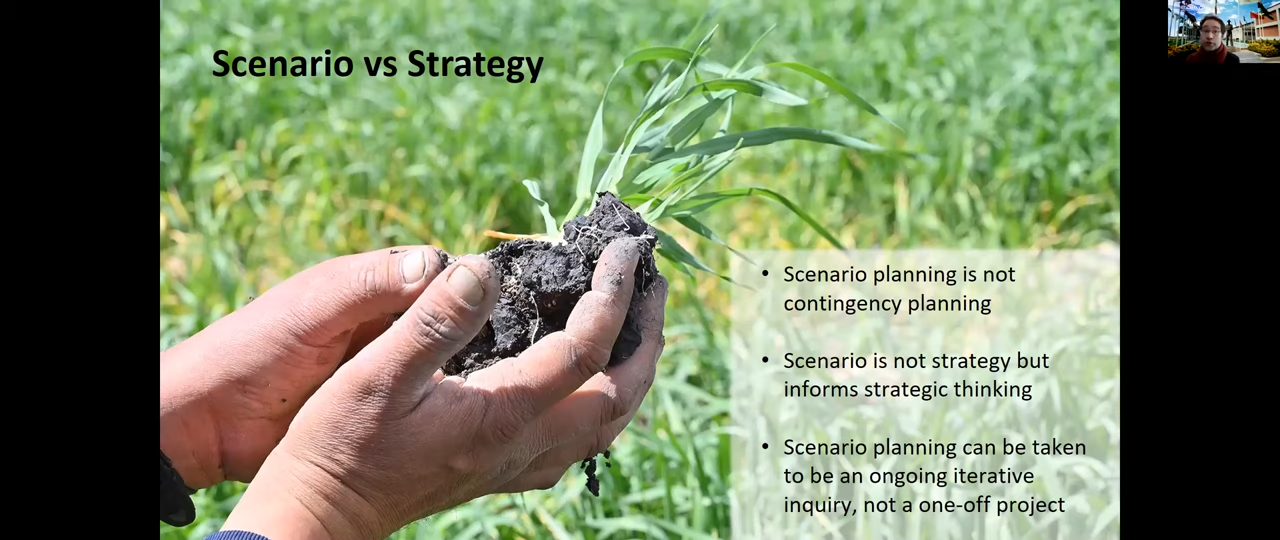 Scenario vs Strategy
• Scenario planning is not
contingency planning
• Scenario is not strategy but
informs strategic thinking
• Scenario planning can be taken
to be an ongoing iterative
inquiry, not a one-off project